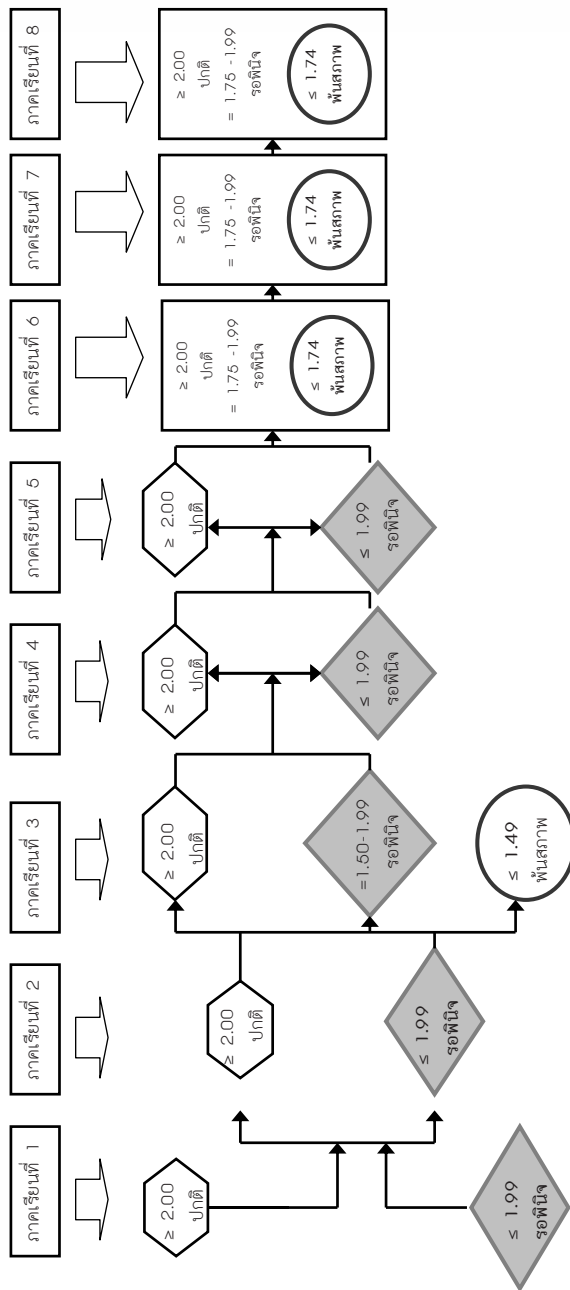 ภาคเรียนที่ 1
≥ 2.00
ปกติ
≤ 1.99
รอพินิจ
ภาคเรียนที่ 2
≥ 2.00
ปกติ
≤ 1.99
รอพินิจ
ภาคเรียนที่ 3
≥ 2.00
ปกติ
=1.50-1.99
รอพินิจ
≤ 1.49
พ้นสภาพ
ภาคเรียนที่ 4
≥ 2.00
ปกติ
≤ 1.99
รอพินิจ
ภาคเรียนที่ 5
≥ 2.00
ปกติ
≤ 1.99
รอพินิจ
ภาคเรียนที่ 6
≥ 2.00
ปกติ
= 1.75 -1.99
รอพินิจ
≤ 1.74
พ้นสภาพ
ภาคเรียนที่ 7
≥ 2.00
ปกติ
= 1.75 -1.99
รอพินิจ
≤ 1.74
พ้นสภาพ
ภาคเรียนที่ 8
≥ 2.00
ปกติ
= 1.75 -1.99
รอพินิจ
≤ 1.74
พ้นสภาพ